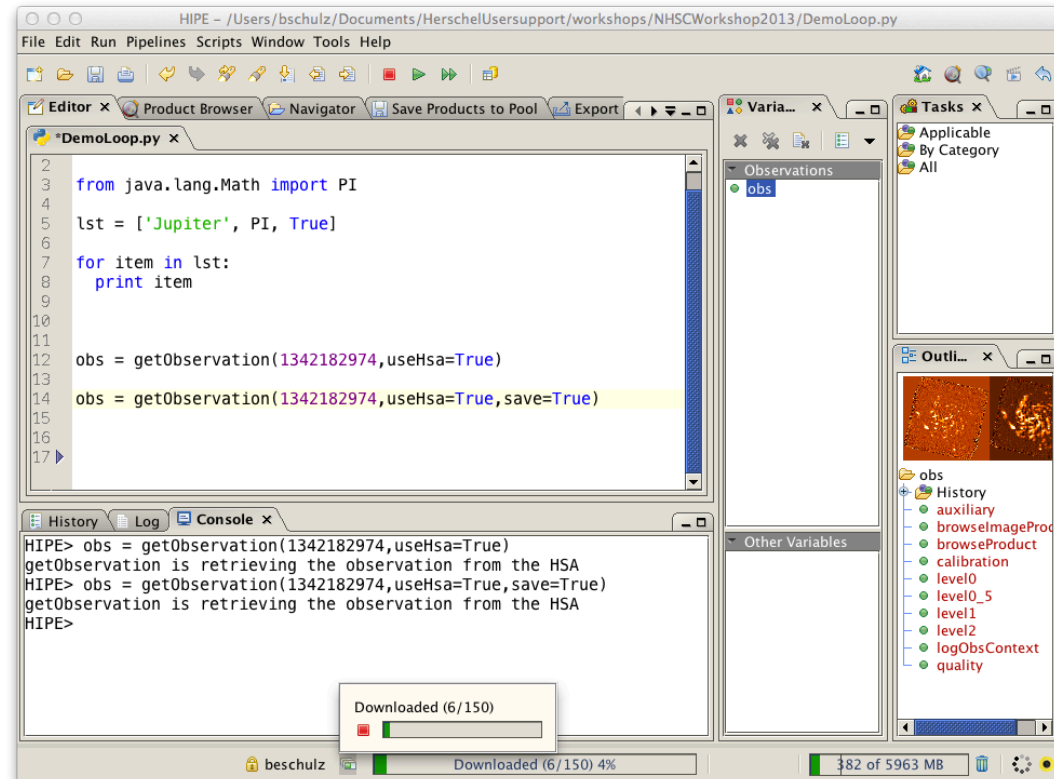 HIPE – /Users/bschulz/Documents/HerschelUsersupport/workshops/NHSCWorkshop2013/DemoLoop.py
File Edit Run Pipelines Scripts Window Tools Help
Editor × Product Browser Navigator Save Products to Pool Export
*DemoLoop.py ×
2
3 from java.lang.Math import PI
4
5 lst = ['Jupiter', PI, True]
6
7 for item in lst:
8 print item
9
10
11
12 obs = getObservation(1342182974,useHsa=True)
13
14 obs = getObservation(1342182974,useHsa=True,save=True)
15
16
17
History Log Console ×
HIPE> obs = getObservation(1342182974,useHsa=True)
getObservation is retrieving the observation from the HSA
HIPE> obs = getObservation(1342182974,useHsa=True,save=True)
getObservation is retrieving the observation from the HSA
HIPE>
Varia... ×
Observations
obs
Other Variables
Tasks ×
Applicable
By Category
All
Outli... ×
obs
History
auxiliary
browseImageProd
browseProduct
calibration
level0
level0_5
level1
level2
logObsContext
quality
Downloaded (6/150)
beschulz
Downloaded (6/150) 4%
382 of 5963 MB